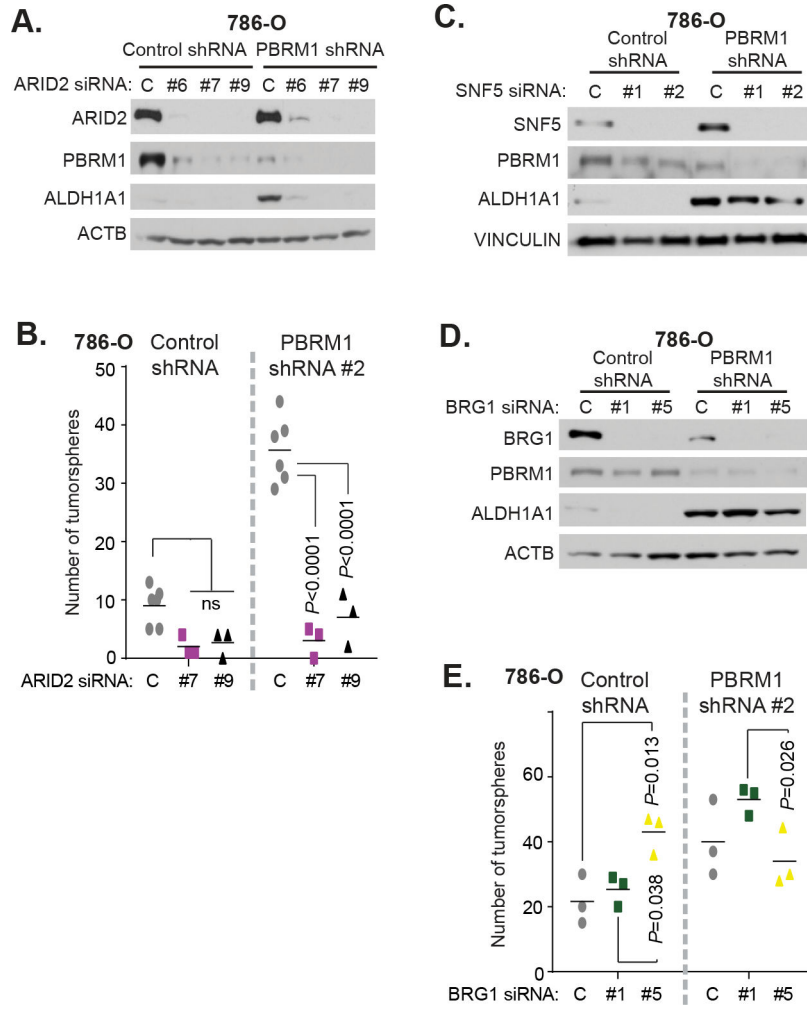 A.
786-O
Control shRNA PBRM1 shRNA
ARID2 siRNA: C #6 #7 #9 C #6 #7 #9
ARID2
PBRM1
ALDH1A1
ACTB
B.
786-O
Control shRNA
PBRM1 shRNA #2
Number of tumorspheres
50
40
30
20
10
0
ns
P<0.0001
P<0.0001
ARID2 siRNA: C #7 #9 C #7 #9
C.
786-O
Control shRNA
PBRM1 shRNA
SNF5 siRNA: C #1 #2 C #1 #2
SNF5
PBRM1
ALDH1A1
VINCULIN
D.
786-O
Control shRNA
PBRM1 shRNA
BRG1 siRNA: C #1 #5 C #1 #5
BRG1
PBRM1
ALDH1A1
ACTB
E.
786-O
Control shRNA
PBRM1 shRNA #2
Number of tumorspheres
60
40
20
0
P=0.013
P=0.038
P=0.026
BRG1 siRNA: C #1 #5 C #1 #5